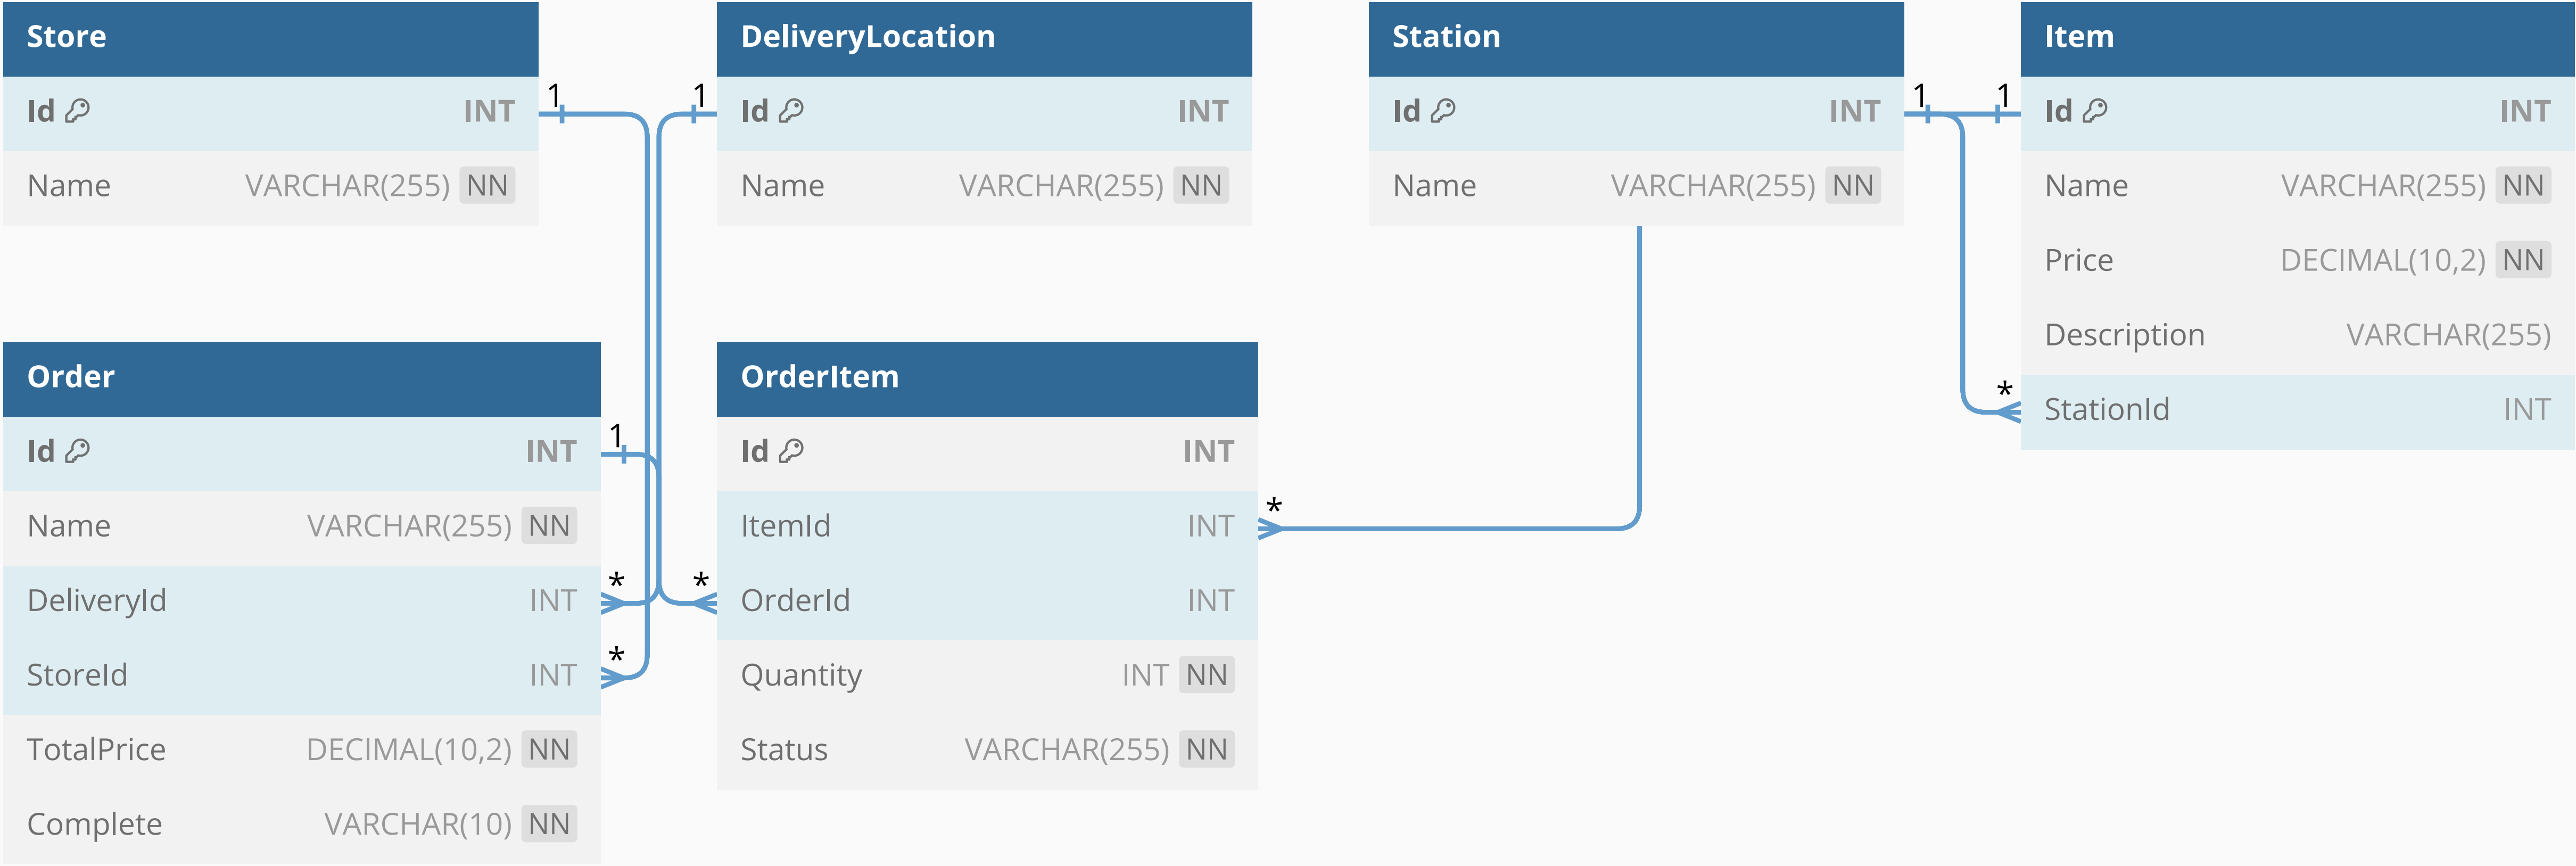 Store
Id INT
Name VARCHAR(255) NN
1
DeliveryLocation
1
Id INT
Name VARCHAR(255) NN
Station
Id INT
Name VARCHAR(255) NN
1
Item
1
Id INT
Name VARCHAR(255) NN
Price DECIMAL(10,2) NN
Description VARCHAR(255)
* StationId INT
Order
Id INT
1
Name VARCHAR(255) NN
DeliveryId INT *
StoreId INT *
TotalPrice DECIMAL(10,2) NN
Complete VARCHAR(10) NN
OrderItem
Id INT
ItemId INT *
* OrderId INT
Quantity INT NN
Status VARCHAR(255) NN